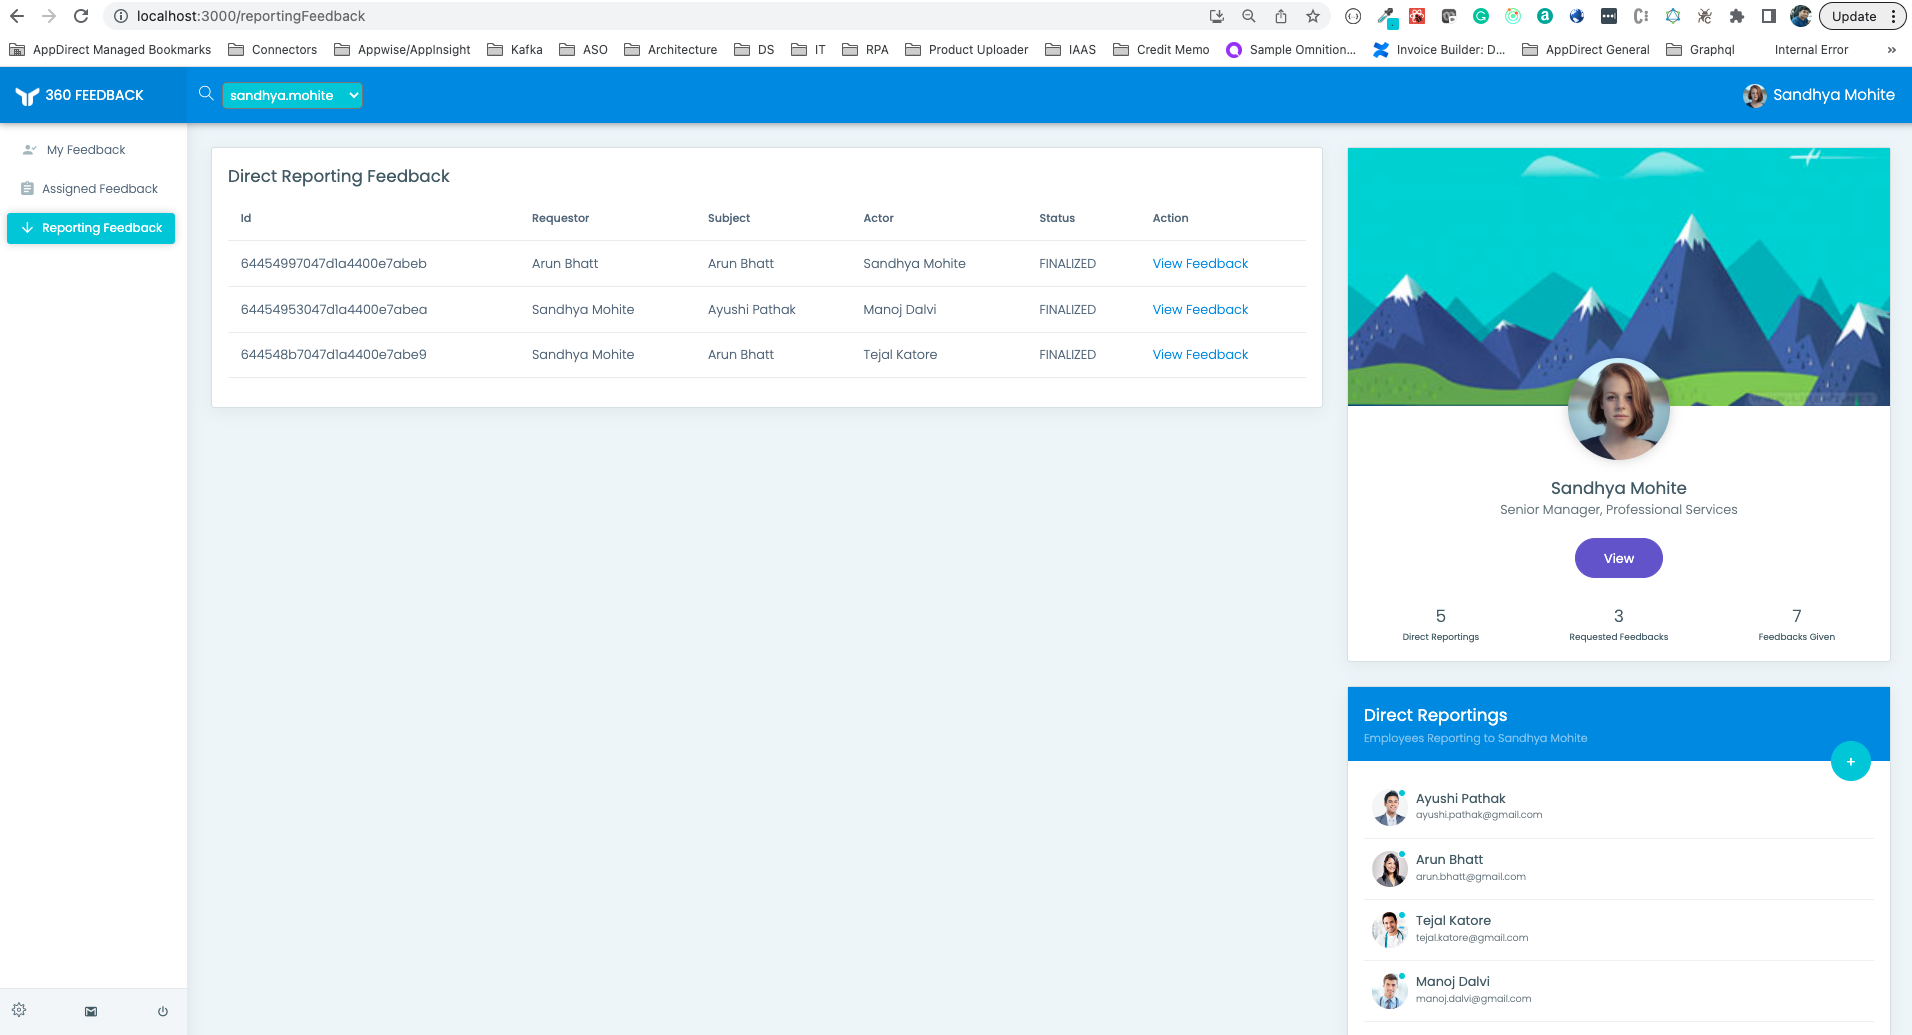 localhost:3000/reportingFeedback
Update
AppDirect Managed Bookmarks Connectors Appwise/AppInsight Kafka ASO Architecture DS IT RPA Product Uploader IAAS Credit Memo Sample Omnition... Invoice Builder: D... AppDirect General Graphql Internal Error »
360 FEEDBACK
sandhya.mohite
Sandhya Mohite
My Feedback
Assigned Feedback
Reporting Feedback
Direct Reporting Feedback
Id Requestor Subject Actor Status Action
64454997047d1a4400e7abeb Arun Bhatt Arun Bhatt Sandhya Mohite FINALIZED View Feedback
64454953047d1a4400e7abea Sandhya Mohite Ayushi Pathak Manoj Dalvi FINALIZED View Feedback
644548b7047d1a4400e7abe9 Sandhya Mohite Arun Bhatt Tejal Katore FINALIZED View Feedback
Sandhya Mohite
Senior Manager, Professional Services
View
5 3 7
Direct Reportings Requested Feedbacks Feedbacks Given
Direct Reportings
Employees Reporting to Sandhya Mohite
+
Ayushi Pathak
ayushi.pathak@gmail.com
Arun Bhatt
arun.bhatt@gmail.com
Tejal Katore
tejal.katore@gmail.com
Manoj Dalvi
manoj.dalvi@gmail.com